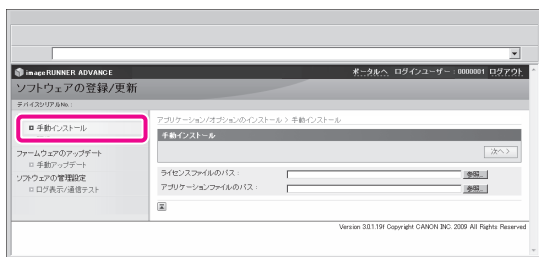 imageRUNNER ADVANCE
ポータルへ ログインユーザー : 0000001 ログアウト
ソフトウェアの登録/更新
デバイスシリアルNo. :
手動インストール
ファームウェアのアップデート
手動アップデート
ソフトウェアの管理設定
ログ表示/通信テスト
アプリケーション/オプションのインストール > 手動インストール
手動インストール
次へ >
ライセンスファイルのパス :
参照...
アプリケーションファイルのパス :
参照...
Version 3.0.1.19f Copyright CANON INC. 2009 All Rights Reserved